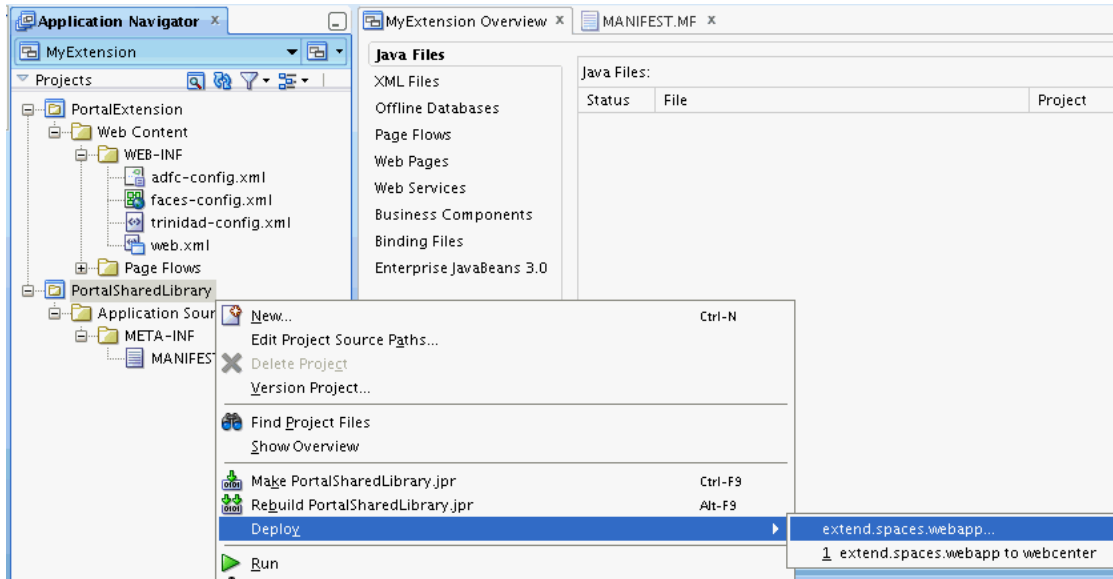 Application Navigator
MyExtension
Projects
PortalExtension
Web Content
WEB-INF
adfc-config.xml
faces-config.xml
trinidad-config.xml
web.xml
Page Flows
PortalSharedLibrary
Application Sour
META-INF
MANIFES
MyExtension Overview
MANIFEST.MF
Java Files
XML Files
Offline Databases
Page Flows
Web Pages
Web Services
Business Components
Binding Files
Enterprise JavaBeans 3.0
Java Files:
Status File Project
New... Ctrl-N
Edit Project Source Paths...
Delete Project
Version Project...
Find Project Files
Show Overview
Make PortalSharedLibrary.jpr Ctrl-F9
Rebuild PortalSharedLibrary.jpr Alt-F9
Deploy
Run
extend.spaces.webapp...
1 extend.spaces.webapp to webcenter